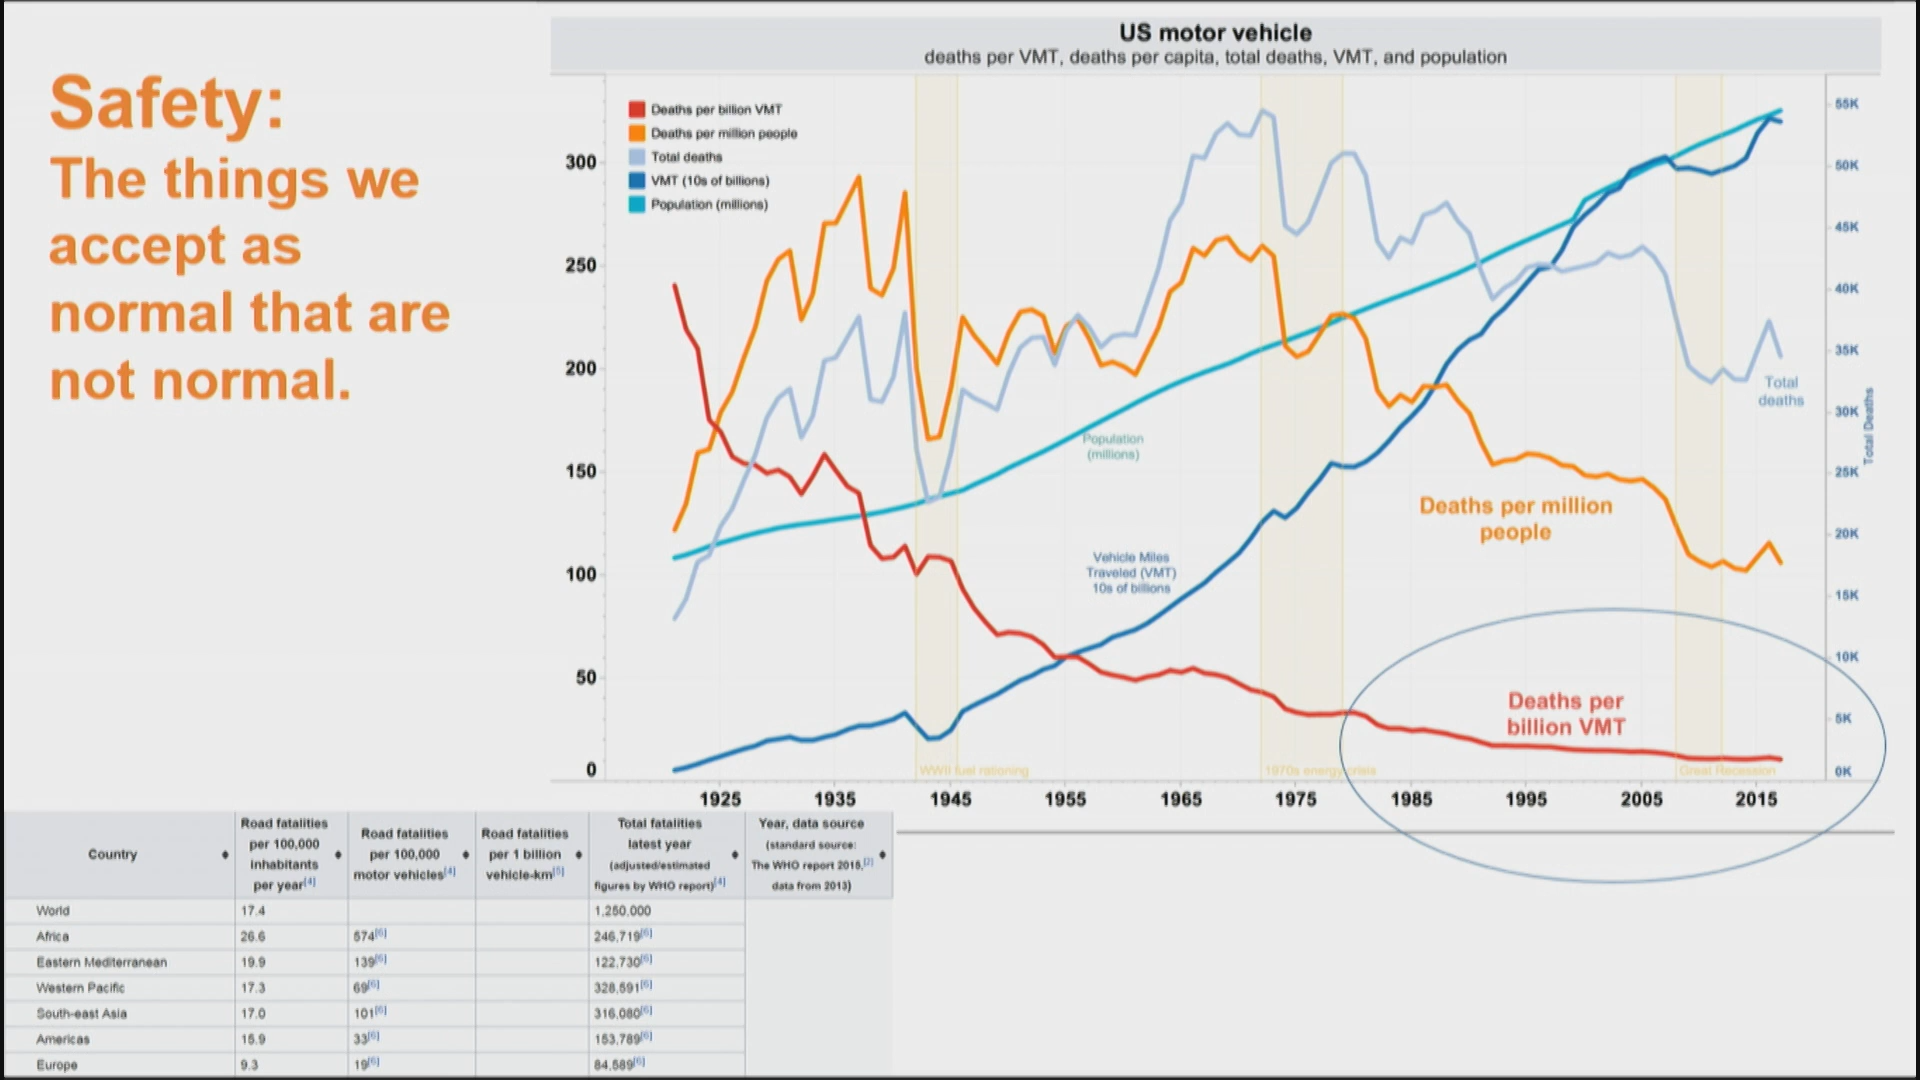 Safety:
The things we
accept as
normal that are
not normal.
US motor vehicle
deaths per VMT, deaths per capita, total deaths, VMT, and population
Deaths per billion VMT
Deaths per million people
Total deaths
VMT (10s of billions)
Population (millions)
300
250
200
150
100
50
0
55K
50K
45K
40K
35K
30K
25K
20K
15K
10K
5K
0K
Total Deaths
Total
deaths
Population
(millions)
Deaths per million
people
Vehicle Miles
Traveled (VMT)
10s of billions
Deaths per
billion VMT
WWII fuel rationing
1970s energy crisis
Great Recession
1925 1935 1945 1955 1965 1975 1985 1995 2005 2015
Country
Road fatalities
per 100,000
inhabitants
per year[4]
Road fatalities
per 100,000
motor vehicles[4]
Road fatalities
per 1 billion
vehicle-km[5]
Total fatalities
latest year
(adjusted/estimated
figures by WHO report)[4]
Year, data source
(standard source:
The WHO report 2015,[2]
data from 2013)
World 17.4 1,250,000
Africa 26.6 574[6] 246,719[6]
Eastern Mediterranean 19.9 139[6] 122,730[6]
Western Pacific 17.3 69[6] 328,591[6]
South-east Asia 17.0 101[6] 316,080[6]
Americas 15.9 33[6] 153,789[6]
Europe 9.3 19[6] 84,589[6]